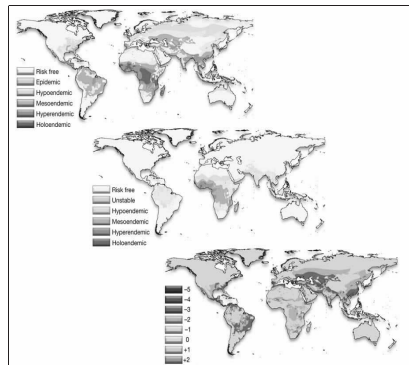 Risk free
Epidemic
Hypoendemic
Mesoendemic
Hyperendemic
Holoendemic
Risk free
Unstable
Hypoendemic
Mesoendemic
Hyperendemic
Holoendemic
-5
-4
-3
-2
-1
0
+1
+2